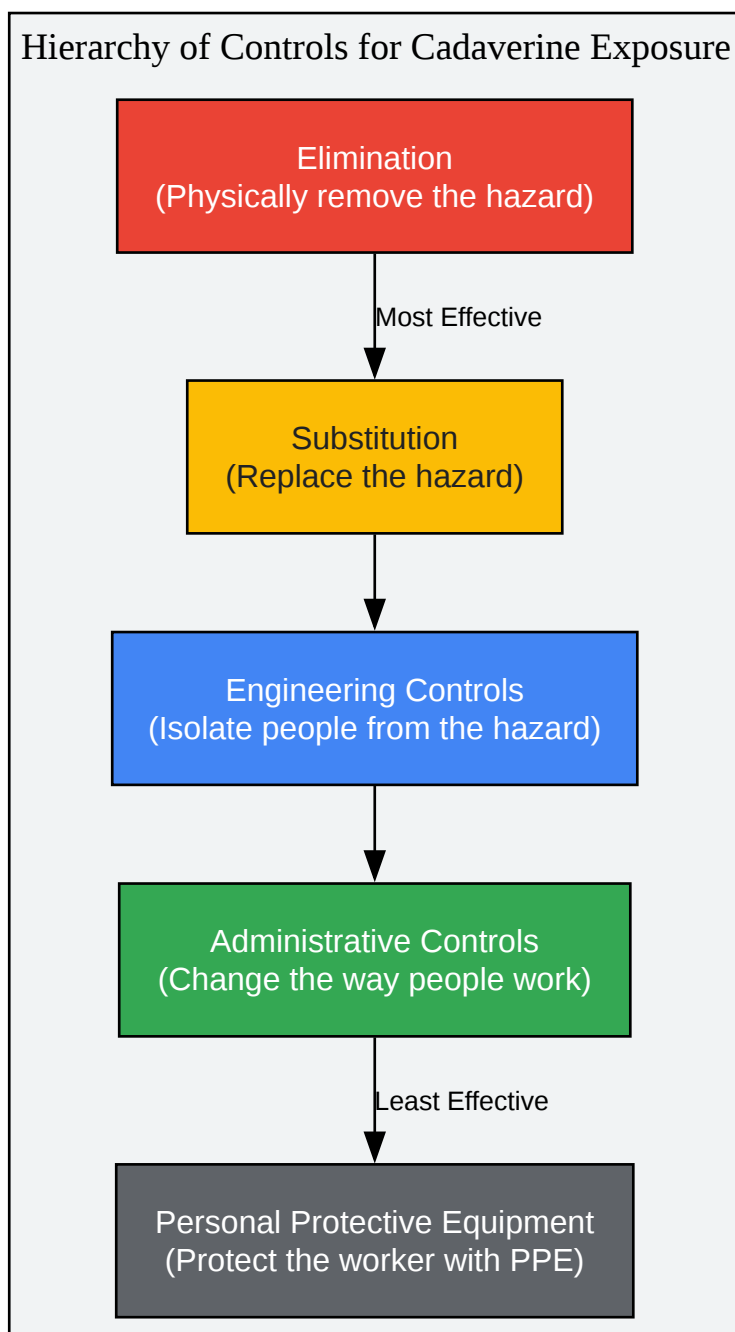 Hierarchy of Controls for Cadaverine Exposure
Elimination
(Physically remove the hazard)
Most Effective
Substitution
(Replace the hazard)
Engineering Controls
(Isolate people from the hazard)
Administrative Controls
(Change the way people work)
Least Effective
Personal Protective Equipment
(Protect the worker with PPE)